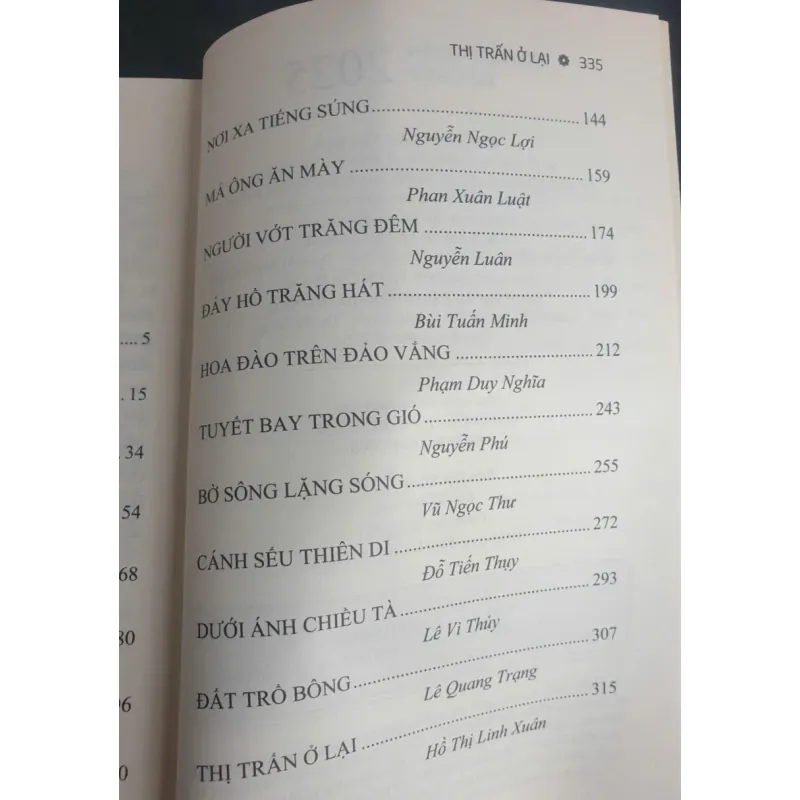 ..... 5
. 15
. 34
54
68
80
96
0
THỊ TRẤN Ở LẠI ❁ 335
NƠI XA TIẾNG SÚNG.......................................144
Nguyễn Ngọc Lợi
MẢ ÔNG ĂN MÀY .............................................159
Phan Xuân Luật
NGƯỜI VỚT TRĂNG ĐÊM ................................174
Nguyễn Luân
ĐÁY HỒ TRĂNG HÁT .......................................199
Bùi Tuấn Minh
HOA ĐÀO TRÊN ĐẢO VẮNG ..........................212
Phạm Duy Nghĩa
TUYẾT BAY TRONG GIÓ.................................243
Nguyễn Phú
BỜ SÔNG LẶNG SÓNG....................................255
Vũ Ngọc Thư
CÁNH SẾU THIÊN DI .......................................272
Đỗ Tiến Thụy
DƯỚI ÁNH CHIỀU TÀ.......................................293
Lê Vi Thủy
ĐẤT TRỔ BÔNG................................................307
Lê Quang Trạng
THỊ TRẤN Ở LẠI ...............................................315
Hồ Thị Linh Xuân